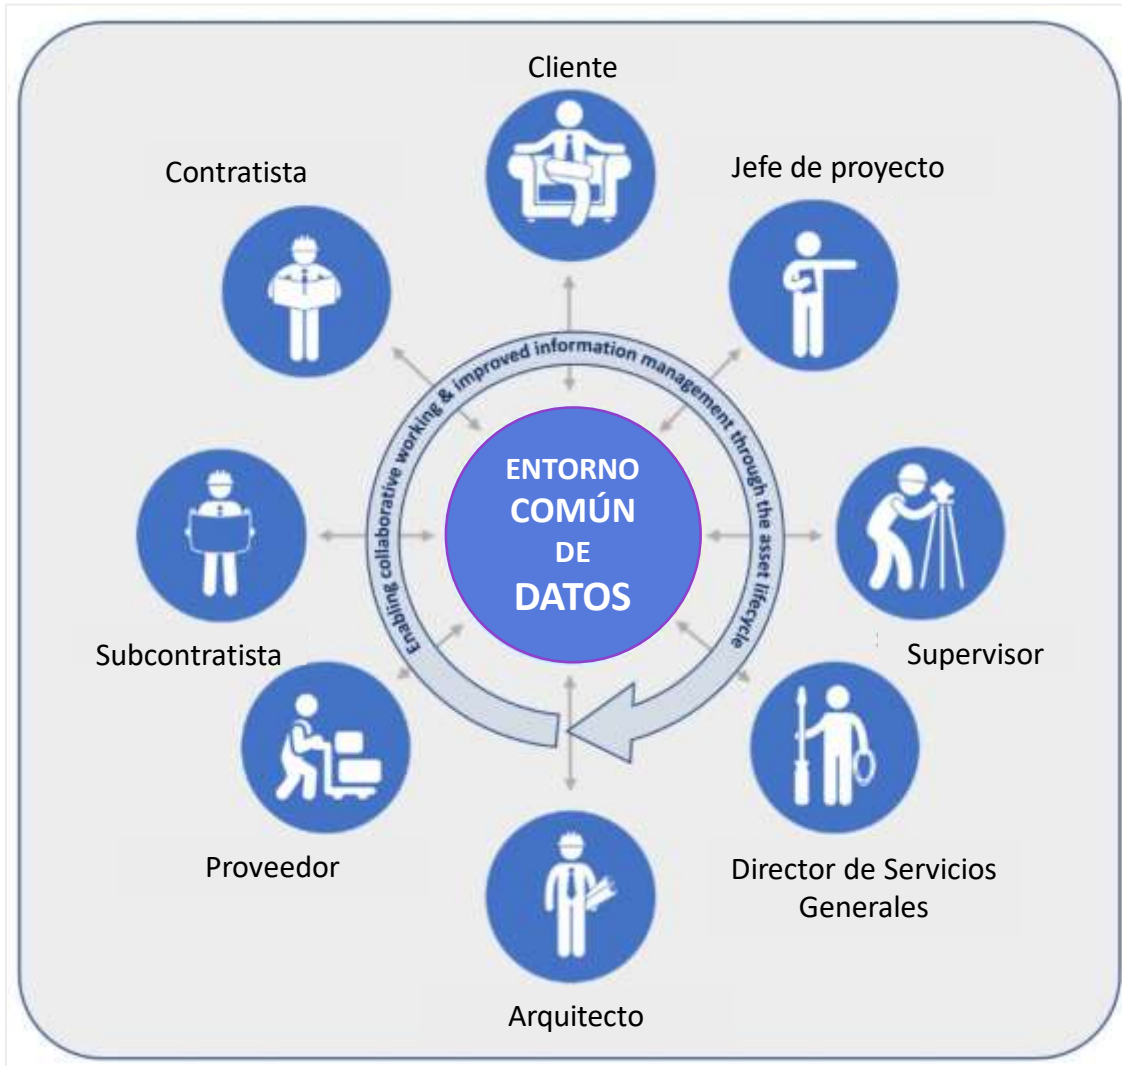 Cliente
Contratista
Jefe de proyecto
Enabling collaborative working & improved information management through the asset lifecycle
ENTORNO
COMÚN
DE
DATOS
Subcontratista
Supervisor
Proveedor
Director de Servicios
Generales
Arquitecto